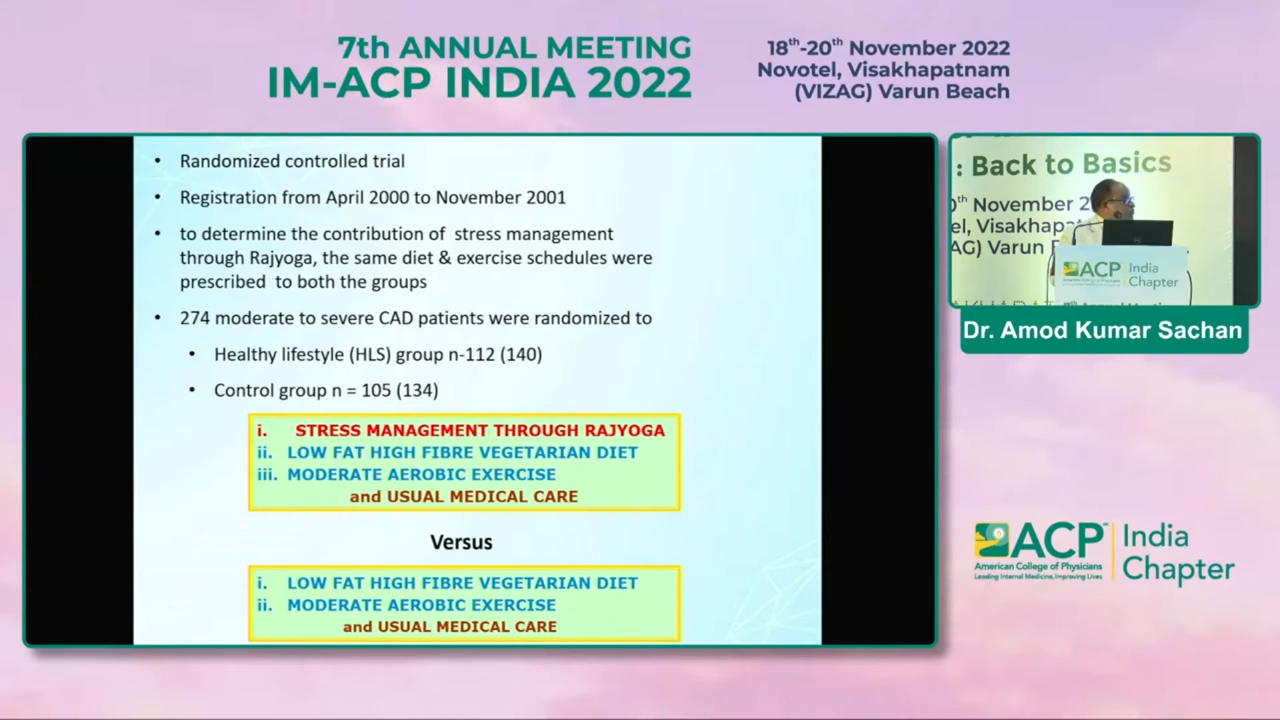 7th ANNUAL MEETING
IM-ACP INDIA 2022
18th-20th November 2022
Novotel, Visakhapatnam
(VIZAG) Varun Beach
• Randomized controlled trial
• Registration from April 2000 to November 2001
• to determine the contribution of stress management
through Rajyoga, the same diet & exercise schedules were
prescribed to both the groups
• 274 moderate to severe CAD patients were randomized to
• Healthy lifestyle (HLS) group n-112 (140)
• Control group n = 105 (134)
i. STRESS MANAGEMENT THROUGH RAJYOGA
ii. LOW FAT HIGH FIBRE VEGETARIAN DIET
iii. MODERATE AEROBIC EXERCISE
and USUAL MEDICAL CARE
Versus
i. LOW FAT HIGH FIBRE VEGETARIAN DIET
ii. MODERATE AEROBIC EXERCISE
and USUAL MEDICAL CARE
: Back to Basics
th November
el, Visakhap
AG) Varun
ACP India
Chapter
Dr. Amod Kumar Sachan
ACP India
American College of Physicians Chapter
Leading Internal Medicine, Improving Lives